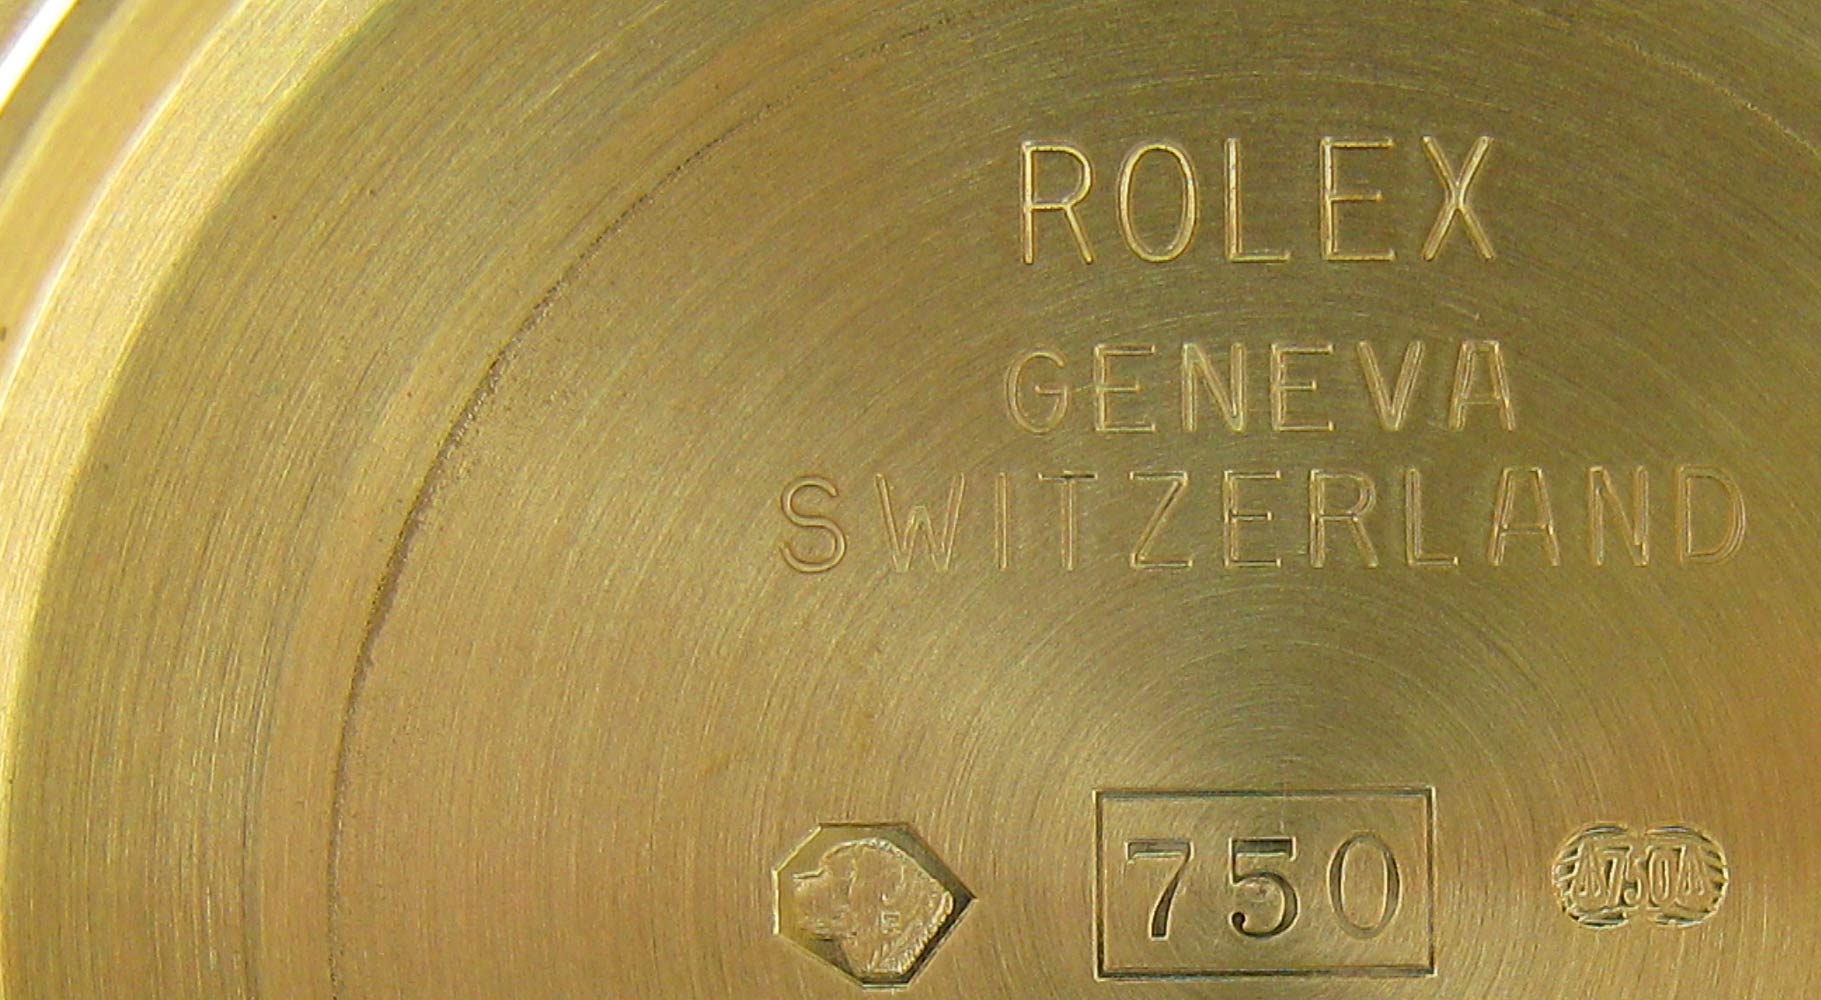 ROLEX
GENEVA
SWITZERLAND
750 750